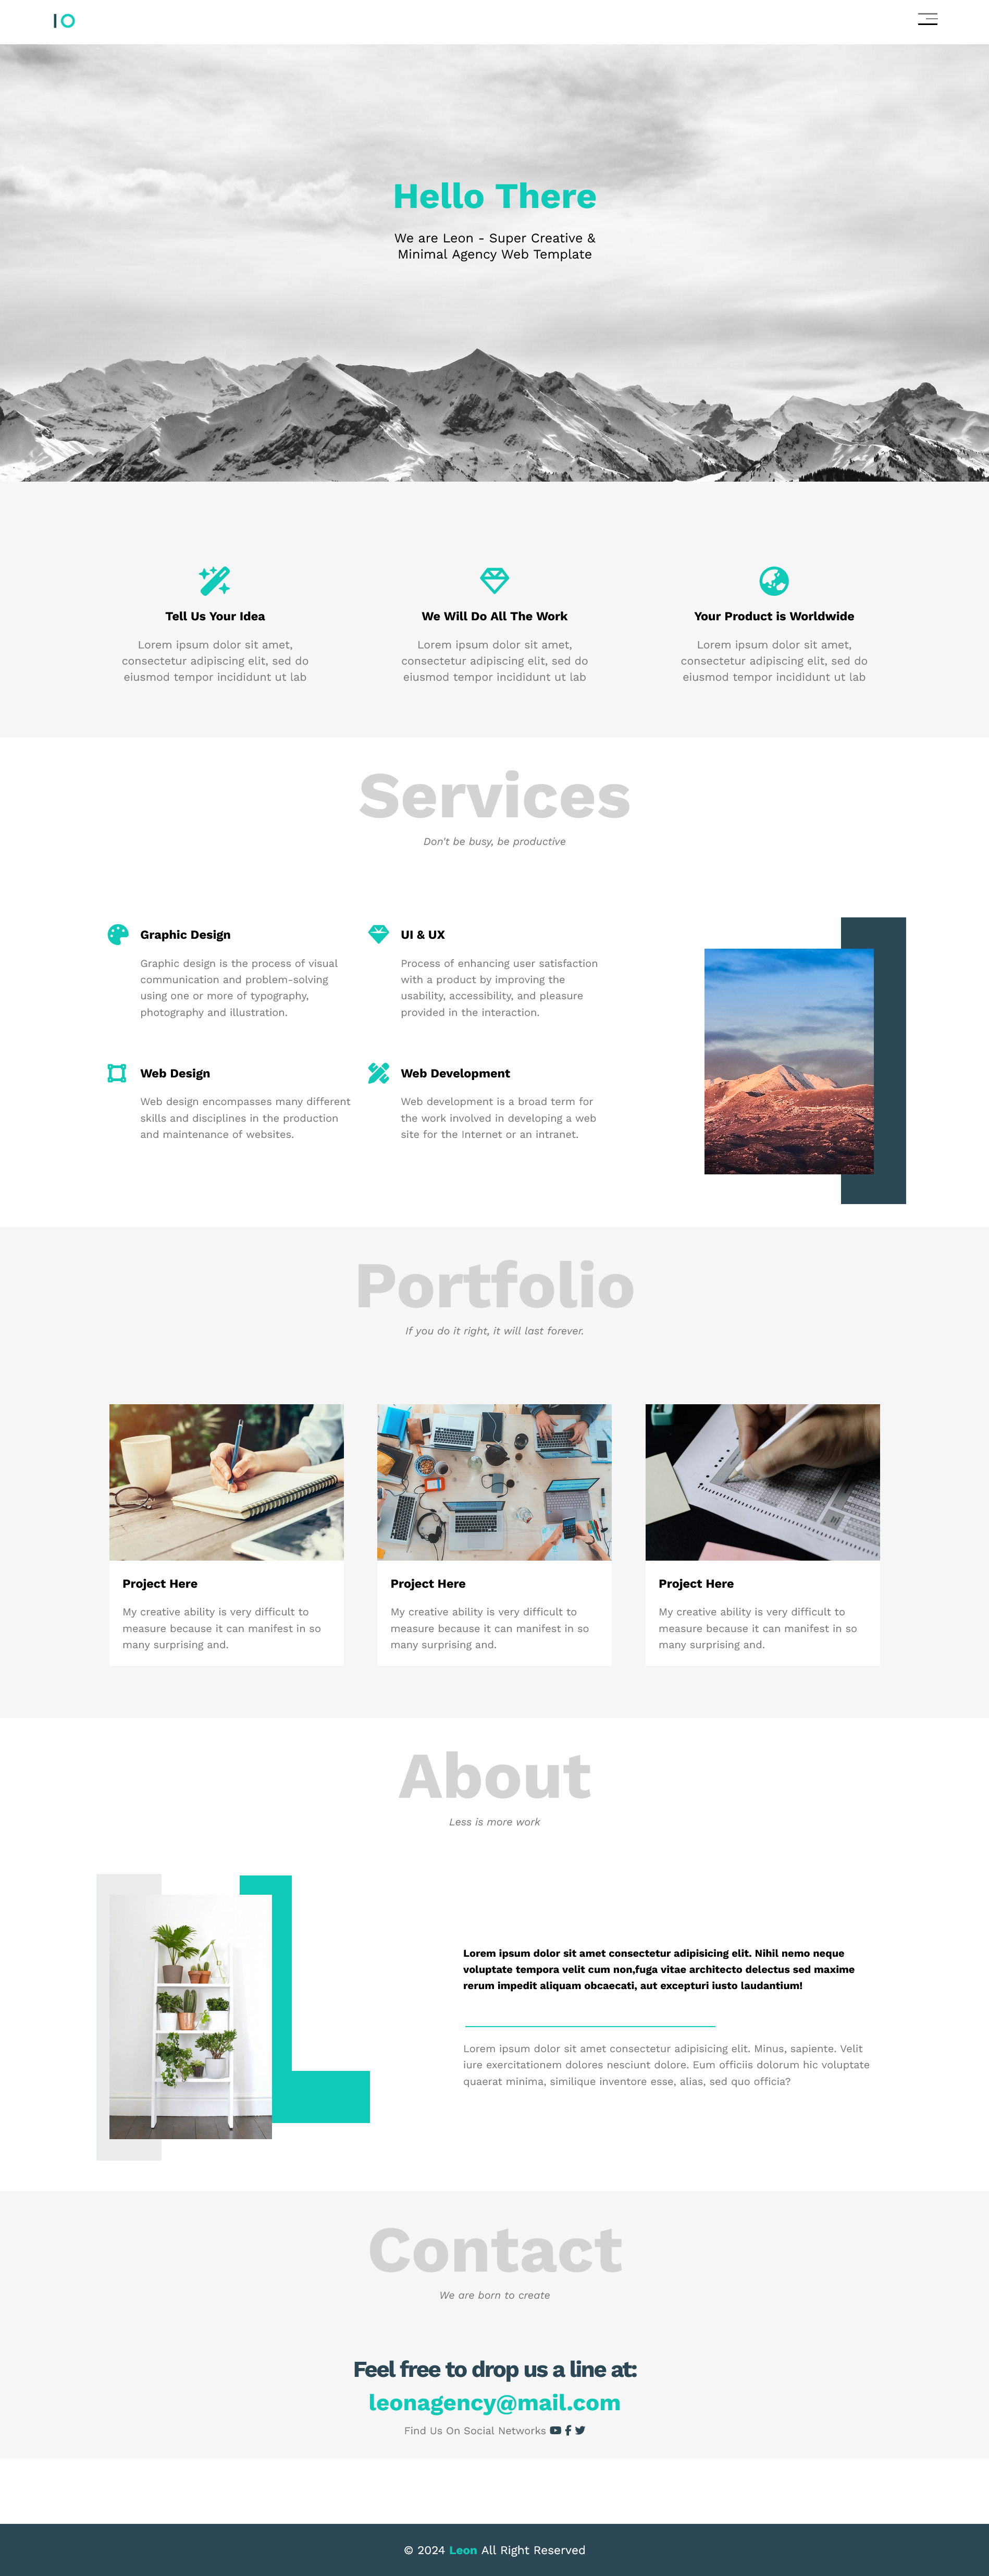 IO
Hello There
We are Leon - Super Creative &
Minimal Agency Web Template
Tell Us Your Idea
Lorem ipsum dolor sit amet,
consectetur adipiscing elit, sed do
eiusmod tempor incididunt ut lab
We Will Do All The Work
Lorem ipsum dolor sit amet,
consectetur adipiscing elit, sed do
eiusmod tempor incididunt ut lab
Your Product is Worldwide
Lorem ipsum dolor sit amet,
consectetur adipiscing elit, sed do
eiusmod tempor incididunt ut lab
Services
Don't be busy, be productive
Graphic Design
Graphic design is the process of visual
communication and problem-solving
using one or more of typography,
photography and illustration.
UI & UX
Process of enhancing user satisfaction
with a product by improving the
usability, accessibility, and pleasure
provided in the interaction.
Web Design
Web design encompasses many different
skills and disciplines in the production
and maintenance of websites.
Web Development
Web development is a broad term for
the work involved in developing a web
site for the Internet or an intranet.
Portfolio
If you do it right, it will last forever.
Project Here
My creative ability is very difficult to
measure because it can manifest in so
many surprising and.
Project Here
My creative ability is very difficult to
measure because it can manifest in so
many surprising and.
Project Here
My creative ability is very difficult to
measure because it can manifest in so
many surprising and.
About
Less is more work
Lorem ipsum dolor sit amet consectetur adipisicing elit. Nihil nemo neque
voluptate tempora velit cum non,fuga vitae architecto delectus sed maxime
rerum impedit aliquam obcaecati, aut excepturi iusto laudantium!
Lorem ipsum dolor sit amet consectetur adipisicing elit. Minus, sapiente. Velit
iure exercitationem dolores nesciunt dolore. Eum officiis dolorum hic voluptate
quaerat minima, similique inventore esse, alias, sed quo officia?
Contact
We are born to create
Feel free to drop us a line at:
leonagency@mail.com
Find Us On Social Networks
© 2024 Leon All Right Reserved